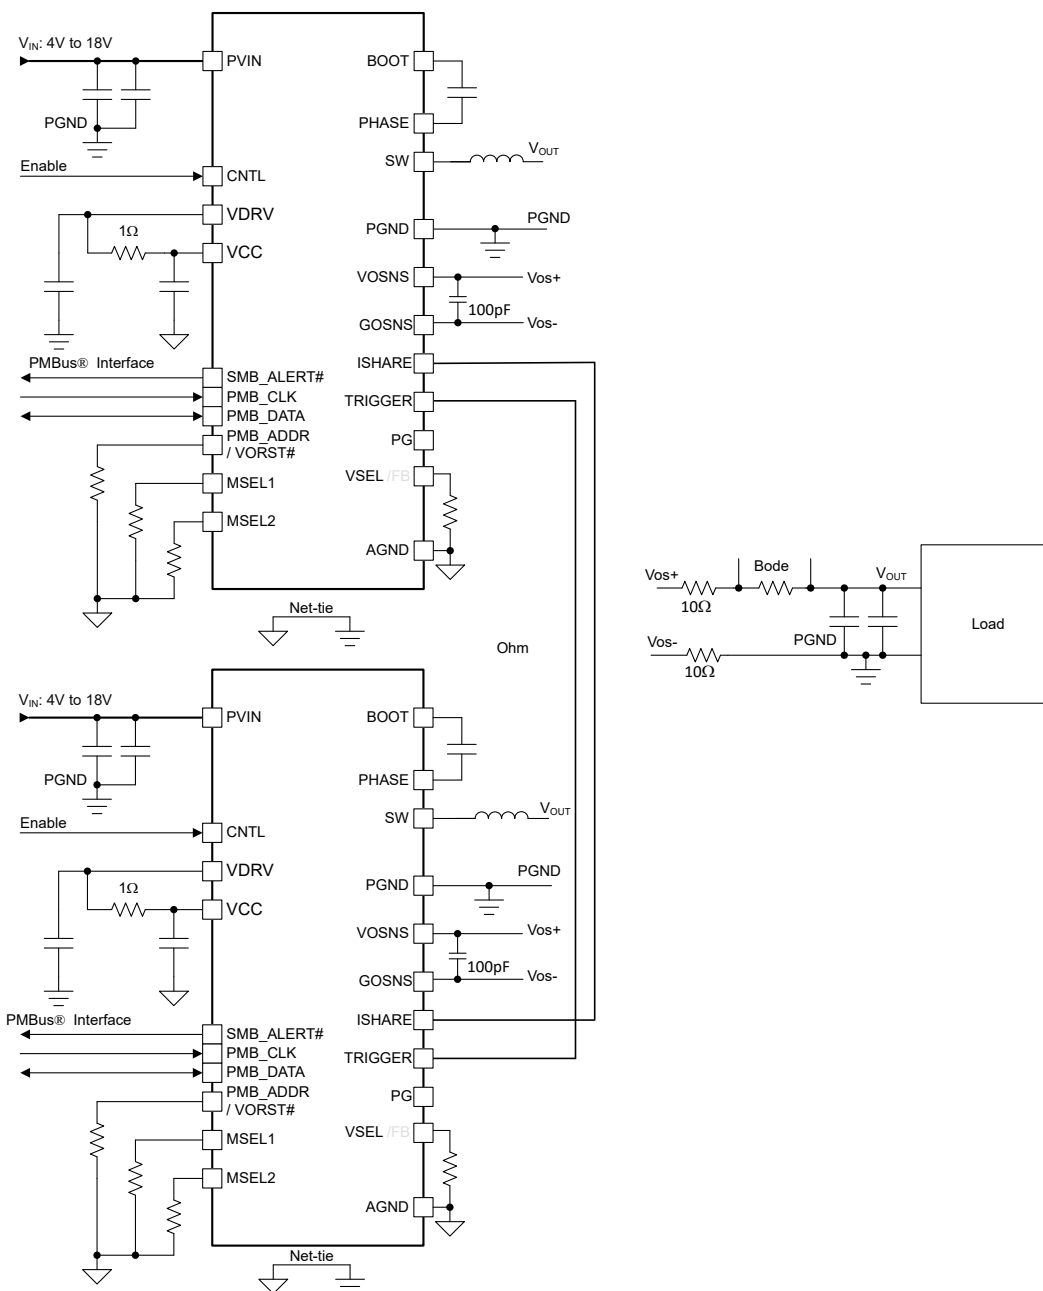 VIN: 4V to 18V
PVIN
BOOT
PGND
PHASE
SW
VOUT
Enable
CNTL
VDRV
PGND
PGND
1Ω
VCC
VOSNS
Vos+
100pF
GOSNS
Vos-
PMBus® Interface
ISHARE
SMB_ALERT#
PMB_CLK
TRIGGER
PMB_DATA
PMB_ADDR
/ VORST#
PG
MSEL1
VSEL /FB
MSEL2
AGND
Net-tie
Ohm
Vos+
10Ω
Bode
VOUT
PGND
Load
Vos-
10Ω
VIN: 4V to 18V
PVIN
BOOT
PGND
PHASE
SW
VOUT
Enable
CNTL
VDRV
PGND
PGND
1Ω
VCC
VOSNS
Vos+
100pF
GOSNS
Vos-
PMBus® Interface
ISHARE
SMB_ALERT#
PMB_CLK
TRIGGER
PMB_DATA
PMB_ADDR
/ VORST#
PG
MSEL1
VSEL /FB
MSEL2
AGND
Net-tie